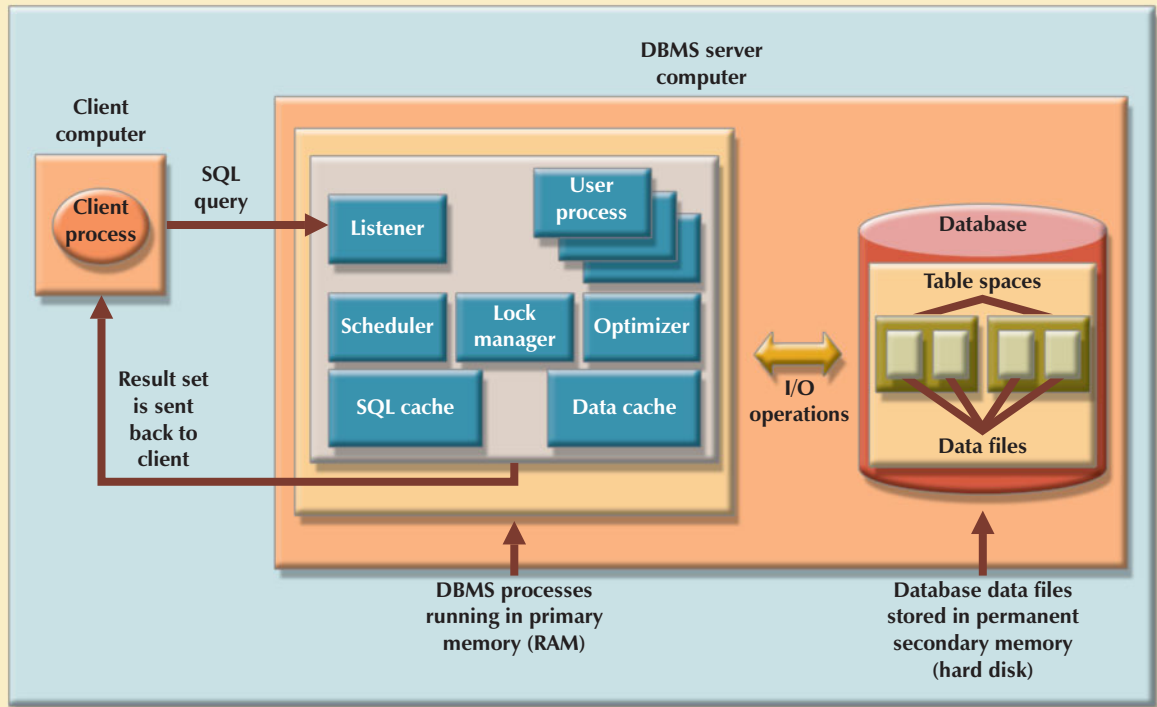 DBMS server
computer
Client
computer
SQL
query
Client
process
Listener
User
process
Scheduler
Lock
manager
Optimizer
SQL cache
Data cache
Database
Table spaces
Data files
I/O
operations
Result set
is sent
back to
client
DBMS processes
running in primary
memory (RAM)
Database data files
stored in permanent
secondary memory
(hard disk)